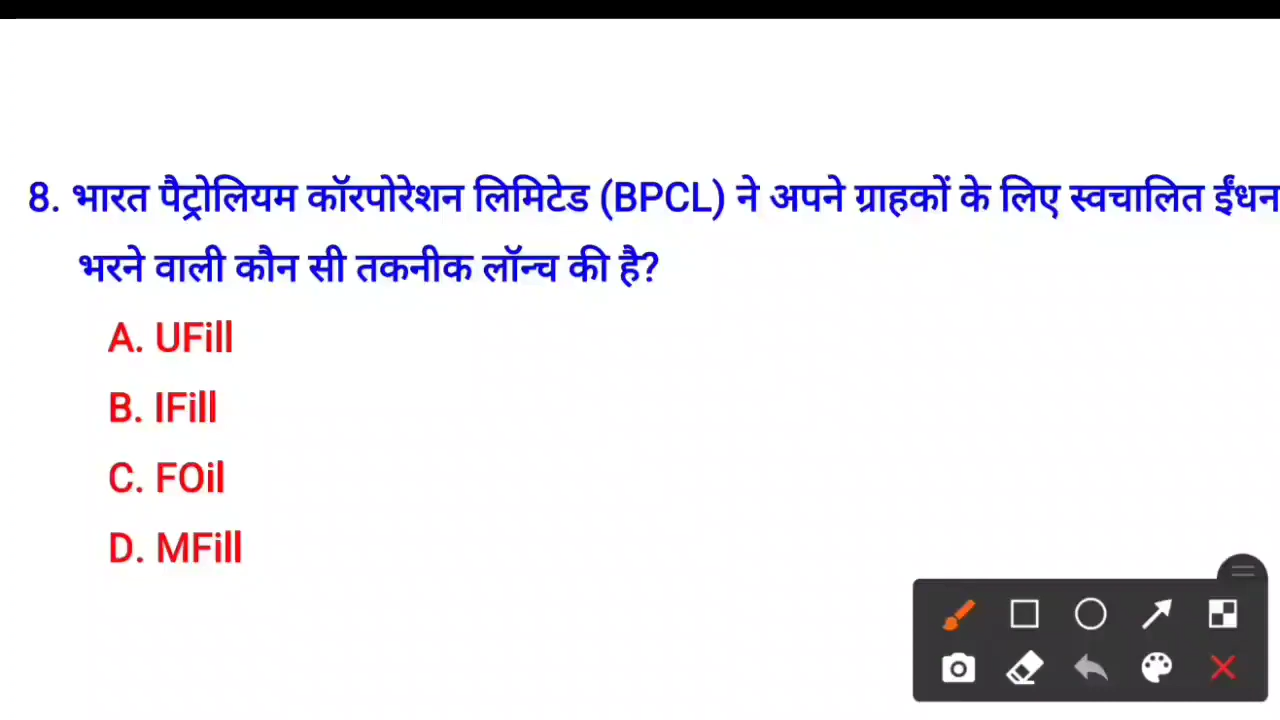 8. भारत पैट्रोलियम कॉरपोरेशन लिमिटेड (BPCL) ने अपने ग्राहकों के लिए स्वचालित ईंधन
भरने वाली कौन सी तकनीक लॉन्च की है?
A. UFill
B. IFill
C. FOil
D. MFill